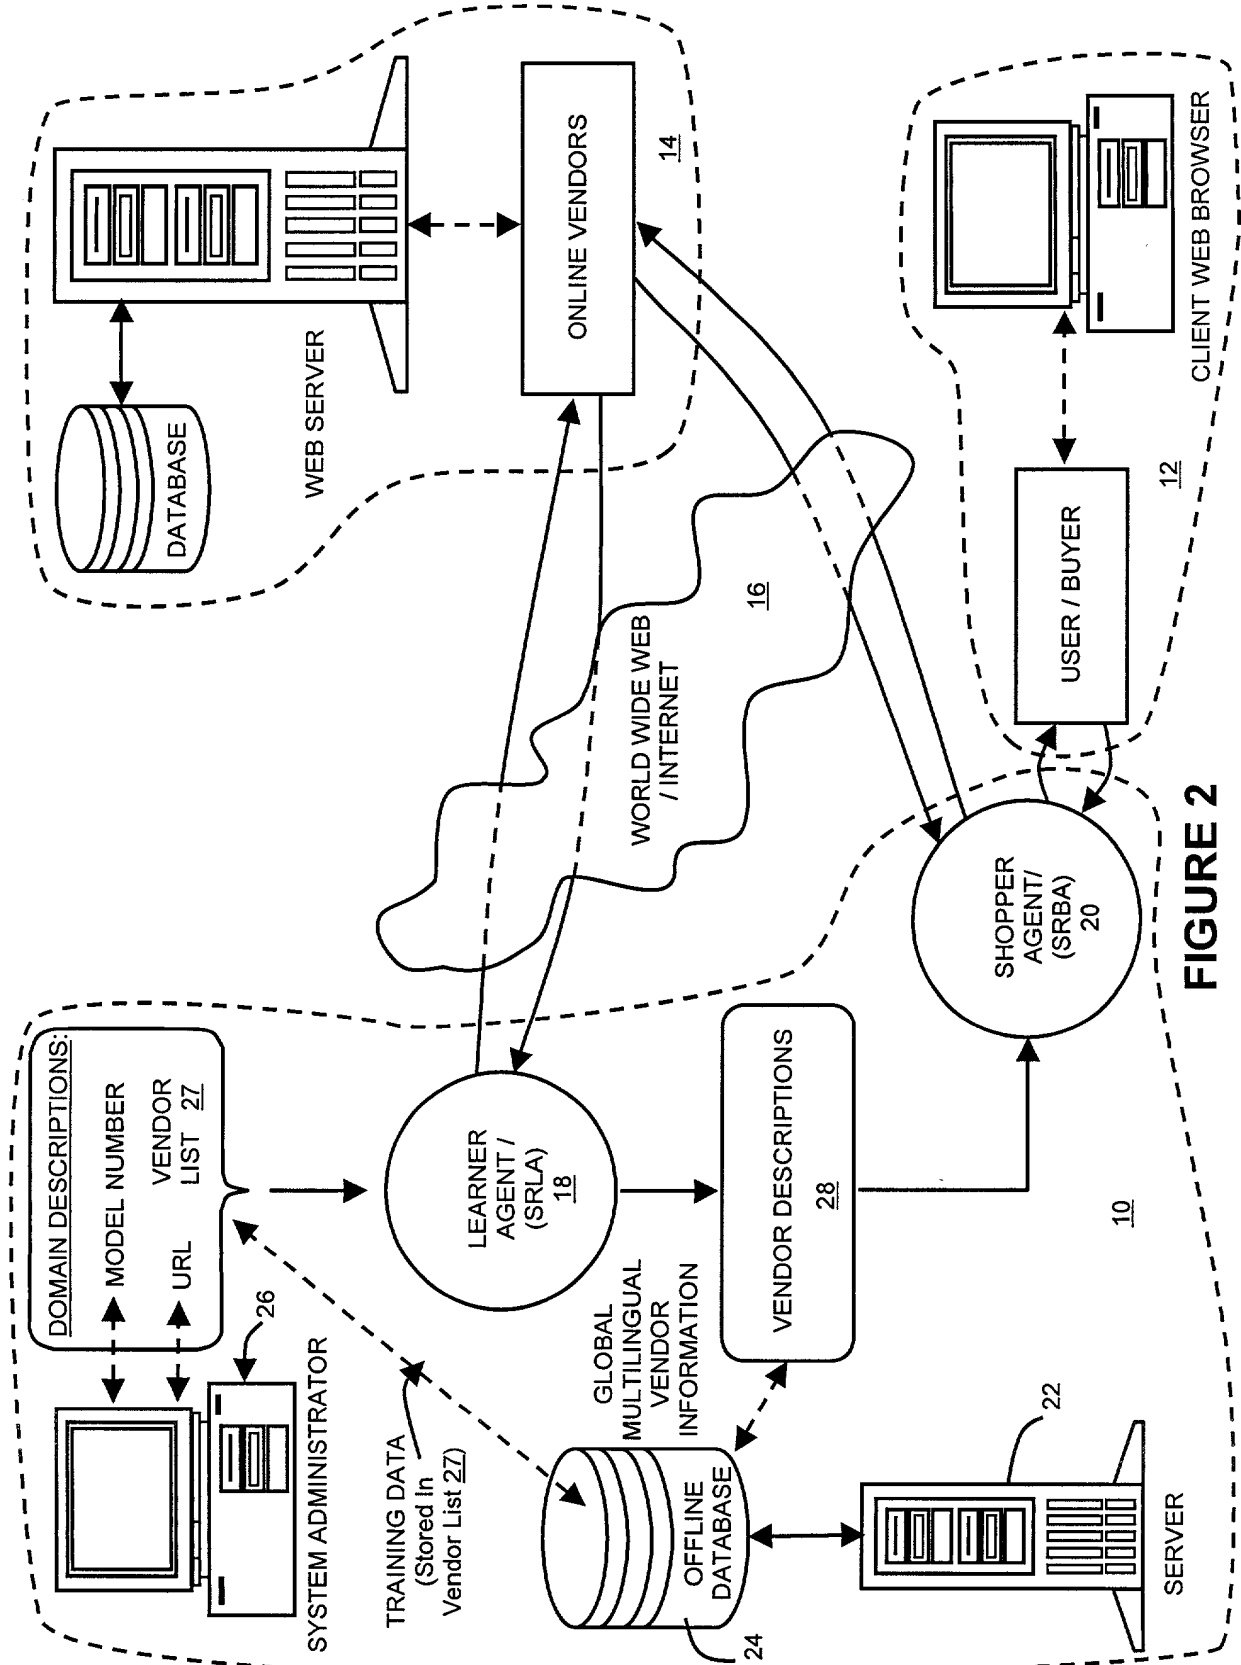 DOMAIN DESCRIPTIONS:
MODEL NUMBER
URL
VENDOR
LIST 27
26
SYSTEM ADMINISTRATOR
TRAINING DATA
(Stored In
Vendor List 27)
LEARNER
AGENT /
(SRLA)
18
GLOBAL
MULTILINGUAL
VENDOR
INFORMATION
OFFLINE
DATABASE
24
VENDOR DESCRIPTIONS
28
22
SERVER
10
DATABASE
WEB SERVER
ONLINE VENDORS
14
WORLD WIDE WEB
/ INTERNET
16
SHOPPER
AGENT/
(SRBA)
20
USER / BUYER
12
CLIENT WEB BROWSER
FIGURE 2